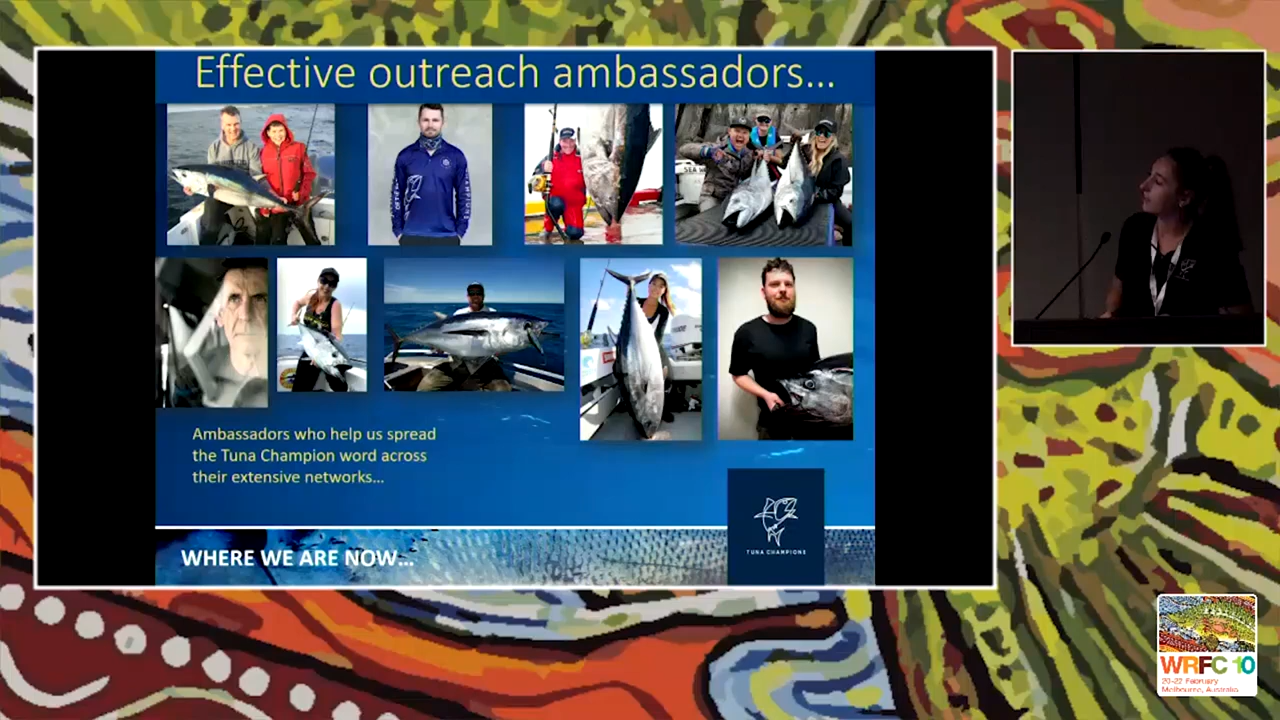 Effective outreach ambassadors...
SEA
Ambassadors who help us spread
the Tuna Champion word across
their extensive networks...
WHERE WE ARE NOW...
TUNA CHAMPIONS
WRFC 10
20-22 February
Melbourne, Australia